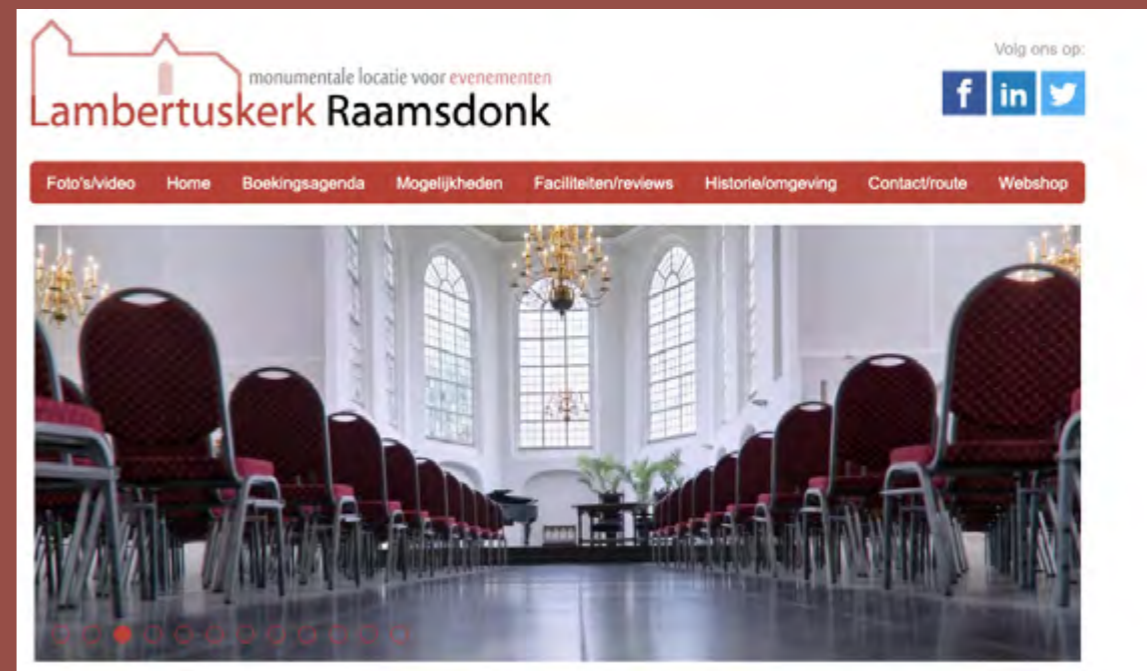 Volg ons op:
monumentale locatie voor evenementen
Lambertuskerk Raamsdonk
f in
Foto's/video Home Boekingsagenda Mogelijkheden Faciliteiten/reviews Historie/omgeving Contact/route Webshop